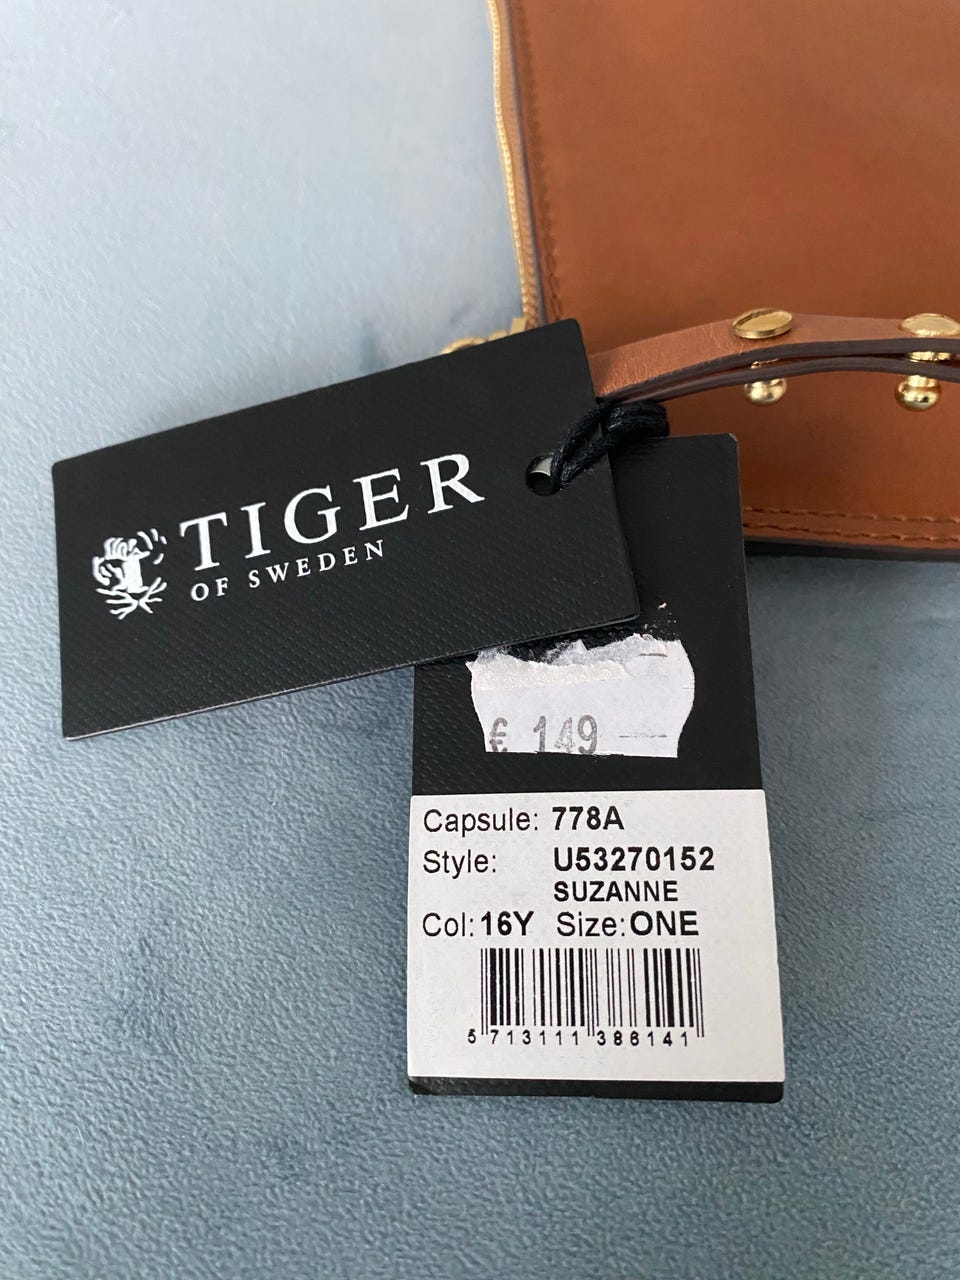 TIGER
OF SWEDEN
€ 149
Capsule: 778A
Style: U53270152
SUZANNE
Col: 16Y Size: ONE
5 713111 386141